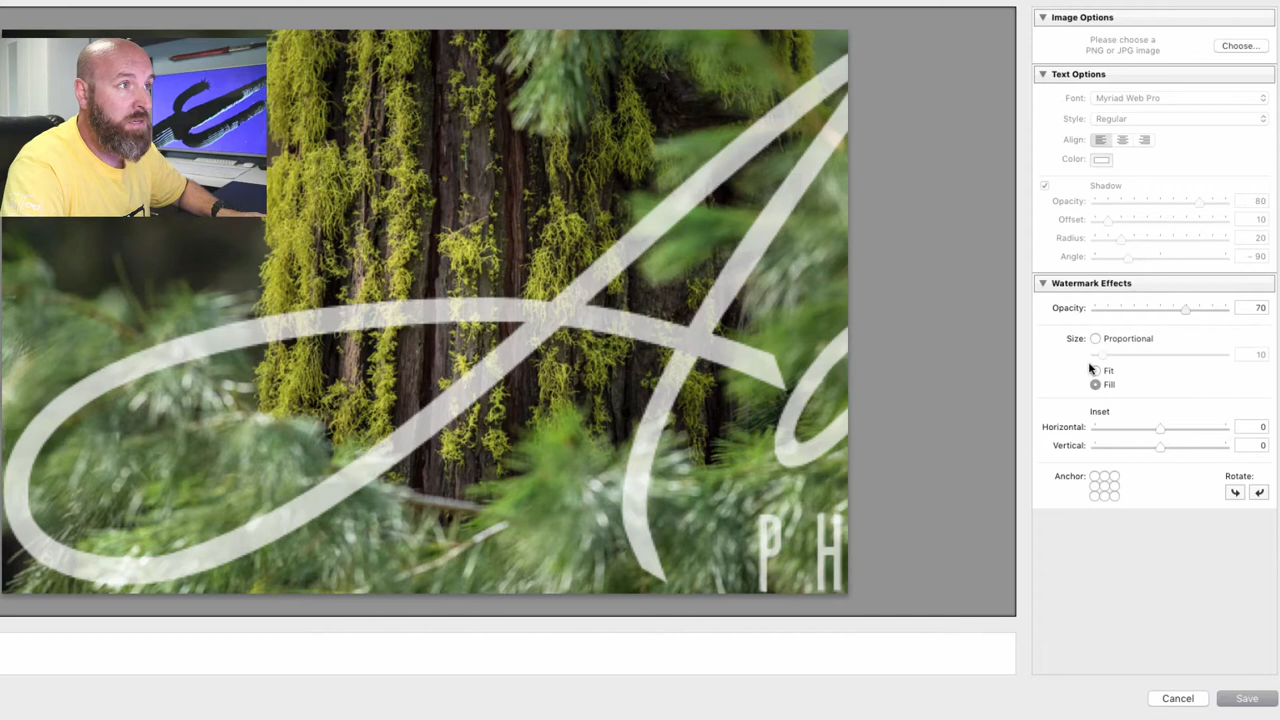 Image Options
Please choose a
PNG or JPG image
Choose...
Text Options
Font: Myriad Web Pro
Style: Regular
Align:
Color:
Shadow
Opacity: 80
Offset: 10
Radius: 20
Angle: - 90
Watermark Effects
Opacity: 70
Size: Proportional
10
Fit
Fill
Inset
Horizontal: 0
Vertical: 0
Anchor: Rotate:
P H
Cancel Save